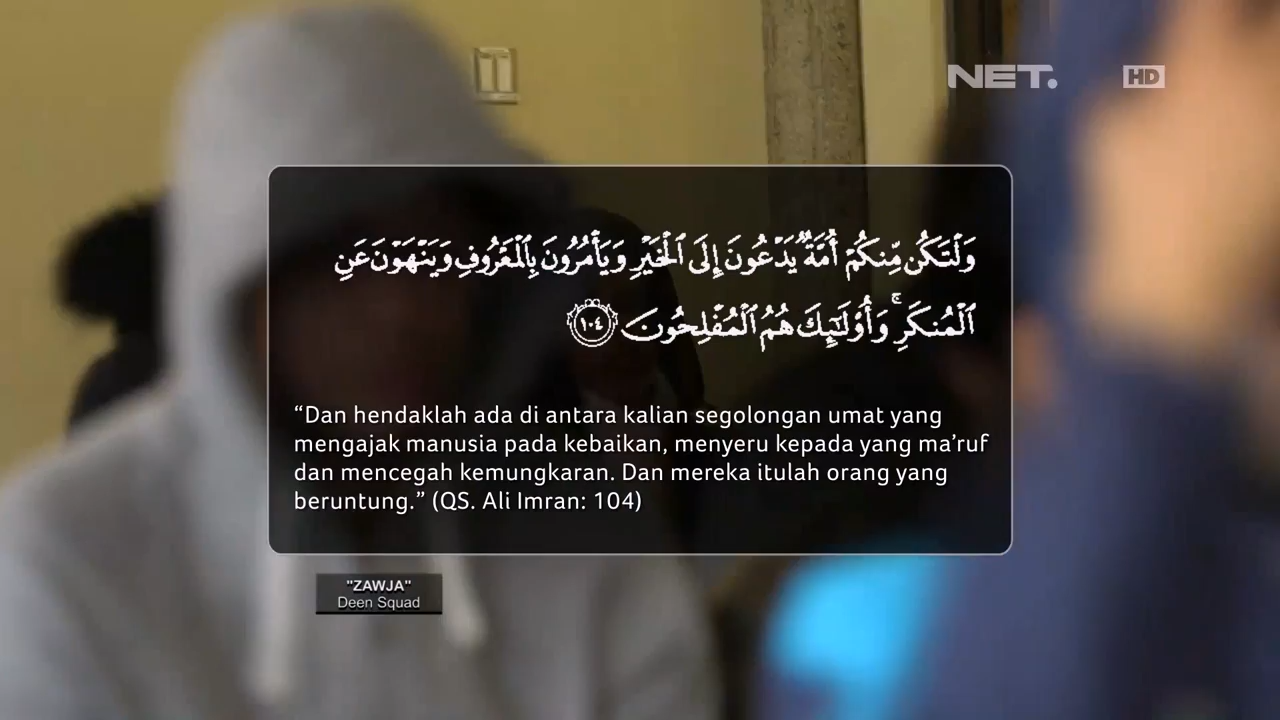 NET.
HD
وَلْتَكُن مِّنكُمْ أُمَّةٌ يَدْعُونَ إِلَى ٱلْخَيْرِ وَيَأْمُرُونَ بِٱلْمَعْرُوفِ وَيَنْهَوْنَ عَنِ
ٱلْمُنكَرِ ۚ وَأُو۟لَـٰٓئِكَ هُمُ ٱلْمُفْلِحُونَ ١٠٤
“Dan hendaklah ada di antara kalian segolongan umat yang
mengajak manusia pada kebaikan, menyeru kepada yang ma’ruf
dan mencegah kemungkaran. Dan mereka itulah orang yang
beruntung.” (QS. Ali Imran: 104)
"ZAWJA"
Deen Squad